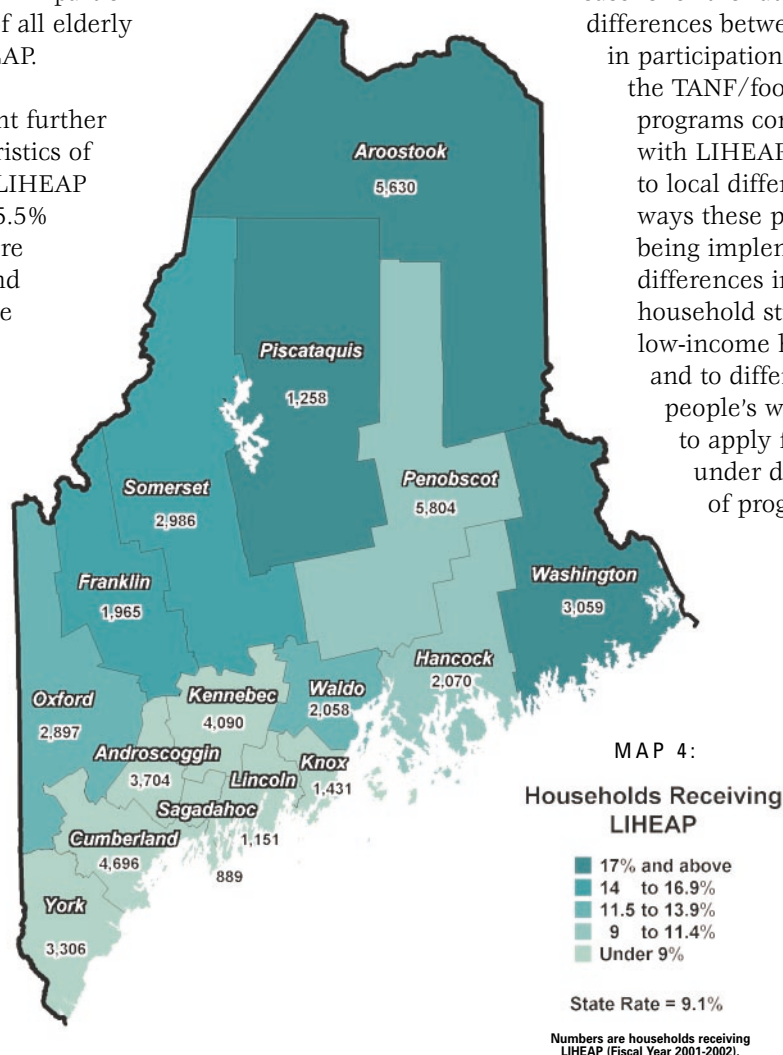 f all elderly
AP.
nt further
ristics of
LIHEAP
5.5%
re
nd
e
differences betwe
in participation
the TANF/foo
programs co
with LIHEAP
to local differ
ways these p
being implem
differences in
household st
low-income
and to differ
people's w
to apply f
under d
of prog
Aroostook
5,630
Piscataquis
1,258
Somerset
2,986
Penobscot
5,804
Franklin
1,965
Washington
3,059
Hancock
2,070
Oxford
2,897
Kennebec
4,090
Waldo
2,058
Androscoggin
3,704
Lincoln
1,151
Knox
1,431
Sagadahoc
889
Cumberland
4,696
York
3,306
MAP 4:
Households Receiving
LIHEAP
17% and above
14 to 16.9%
11.5 to 13.9%
9 to 11.4%
Under 9%
State Rate = 9.1%
Numbers are households receiving
LIHEAP (Fiscal Year 2001-2002).